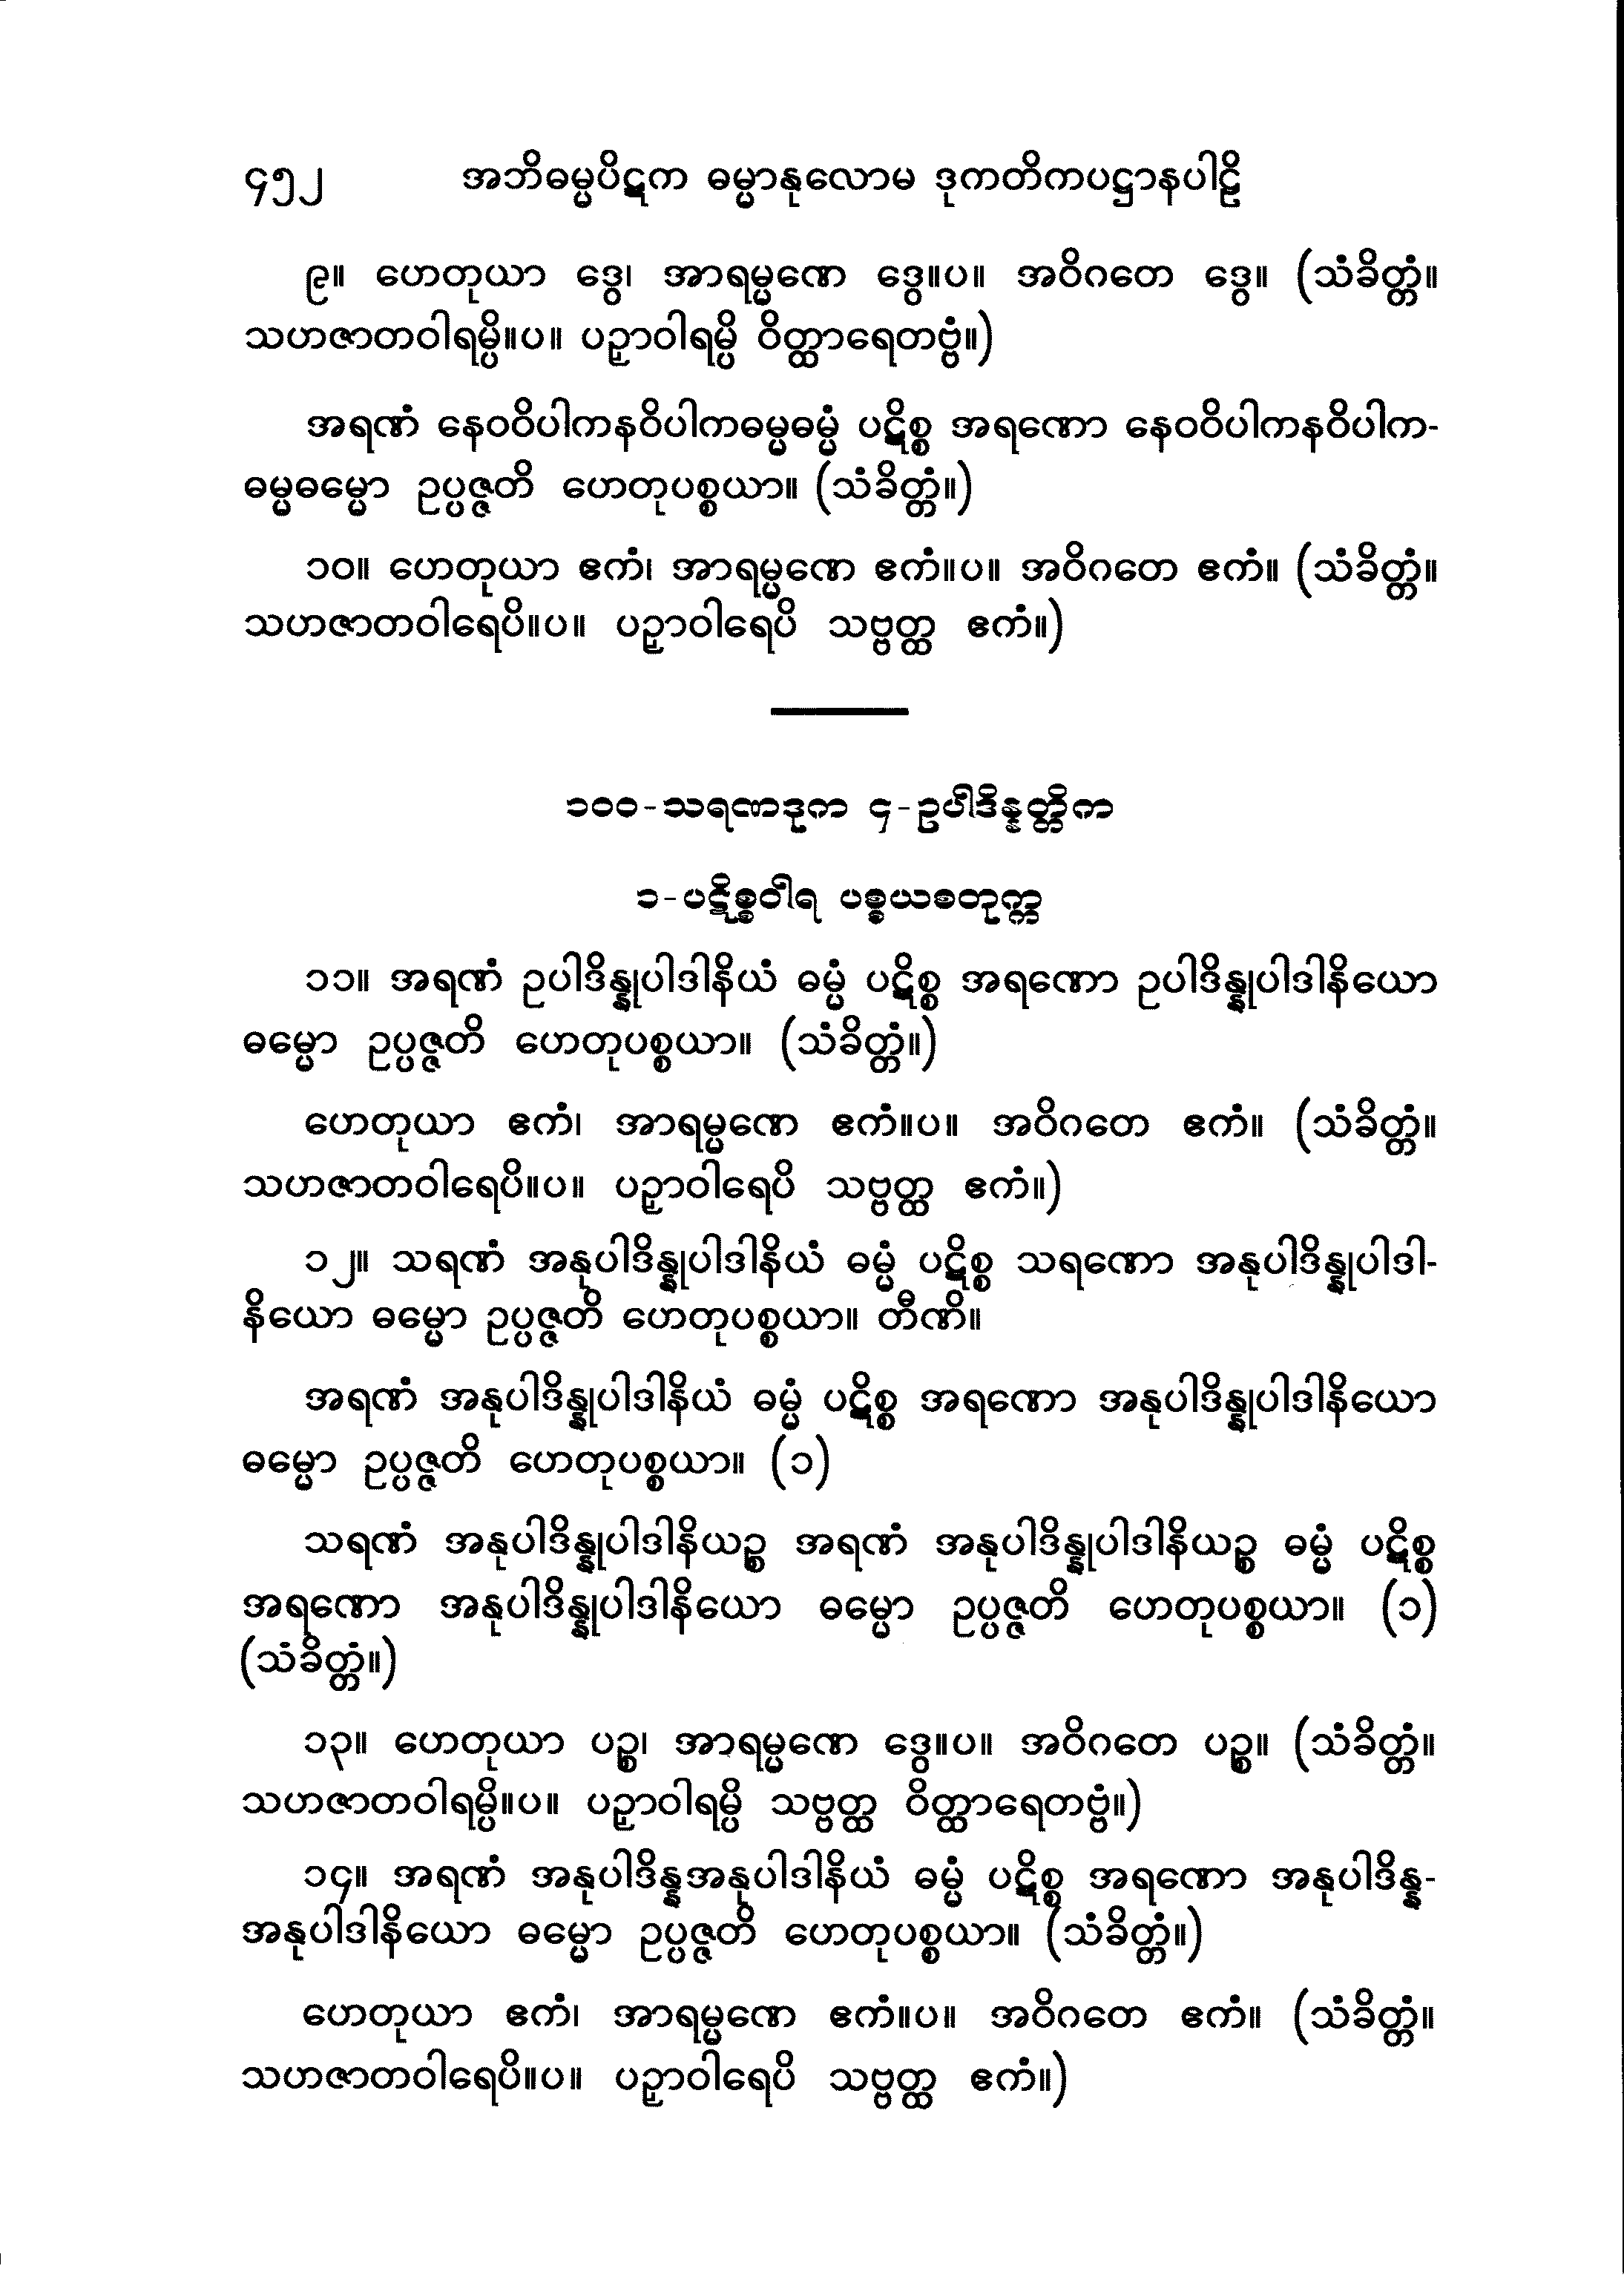 ၄၅၂ အဘိဓမ္မပိဋက ဓမ္မာနုလောမ ဒုကတိကပဋ္ဌာနပါဠိ
၉။ ဟေတုယာ ဒွေ၊ အာရမ္မဏေ ဒွေ။ပ။ အဝိဂတေ ဒွေ။ (သံခိတ္တံ။
သဟဇာတဝါရမ္ပိ။ပ။ ပဉှာဝါရမ္ပိ ဝိတ္ထာရေတဗ္ဗံ။)
အရဏံ နေဝဝိပါကနဝိပါကဓမ္မဓမ္မံ ပဋိစ္စ အရဏော နေဝဝိပါကနဝိပါက-
ဓမ္မဓမ္မော ဥပ္ပဇ္ဇတိ ဟေတုပစ္စယာ။ (သံခိတ္တံ။)
၁၀။ ဟေတုယာ ဧကံ၊ အာရမ္မဏေ ဧကံ။ပ။ အဝိဂတေ ဧကံ။ (သံခိတ္တံ။
သဟဇာတဝါရေပိ။ပ။ ပဉှာဝါရေပိ သဗ္ဗတ္ထ ဧကံ။)
၁၀၀-သရဏဒုက ၄-ဥပါဒိန္နတ္တိက
၁-ပဋိစ္စဝါရ ပစ္စယစတုက္က
၁၁။ အရဏံ ဥပါဒိန္နုပါဒါနိယံ ဓမ္မံ ပဋိစ္စ အရဏော ဥပါဒိန္နုပါဒါနိယော
ဓမ္မော ဥပ္ပဇ္ဇတိ ဟေတုပစ္စယာ။ (သံခိတ္တံ။)
ဟေတုယာ ဧကံ၊ အာရမ္မဏေ ဧကံ။ပ။ အဝိဂတေ ဧကံ။ (သံခိတ္တံ။
သဟဇာတဝါရေပိ။ပ။ ပဉှာဝါရေပိ သဗ္ဗတ္ထ ဧကံ။)
၁၂။ သရဏံ အနုပါဒိန္နုပါဒါနိယံ ဓမ္မံ ပဋိစ္စ သရဏော အနုပါဒိန္နုပါဒါ-
နိယော ဓမ္မော ဥပ္ပဇ္ဇတိ ဟေတုပစ္စယာ။ တီဏိ။
အရဏံ အနုပါဒိန္နုပါဒါနိယံ ဓမ္မံ ပဋိစ္စ အရဏော အနုပါဒိန္နုပါဒါနိယော
ဓမ္မော ဥပ္ပဇ္ဇတိ ဟေတုပစ္စယာ။ (၁)
သရဏံ အနုပါဒိန္နုပါဒါနိယဉ္စ အရဏံ အနုပါဒိန္နုပါဒါနိယဉ္စ ဓမ္မံ ပဋိစ္စ
အရဏော အနုပါဒိန္နုပါဒါနိယော ဓမ္မော ဥပ္ပဇ္ဇတိ ဟေတုပစ္စယာ။ (၁)
(သံခိတ္တံ။)
၁၃။ ဟေတုယာ ပဉ္စ၊ အာရမ္မဏေ ဒွေ။ပ။ အဝိဂတေ ပဉ္စ။ (သံခိတ္တံ။
သဟဇာတဝါရမ္ပိ။ပ။ ပဉှာဝါရမ္ပိ သဗ္ဗတ္ထ ဝိတ္ထာရေတဗ္ဗံ။)
၁၄။ အရဏံ အနုပါဒိန္နအနုပါဒါနိယံ ဓမ္မံ ပဋိစ္စ အရဏော အနုပါဒိန္န-
အနုပါဒါနိယော ဓမ္မော ဥပ္ပဇ္ဇတိ ဟေတုပစ္စယာ။ (သံခိတ္တံ။)
ဟေတုယာ ဧကံ၊ အာရမ္မဏေ ဧကံ။ပ။ အဝိဂတေ ဧကံ။ (သံခိတ္တံ။
သဟဇာတဝါရေပိ။ပ။ ပဉှာဝါရေပိ သဗ္ဗတ္ထ ဧကံ။)